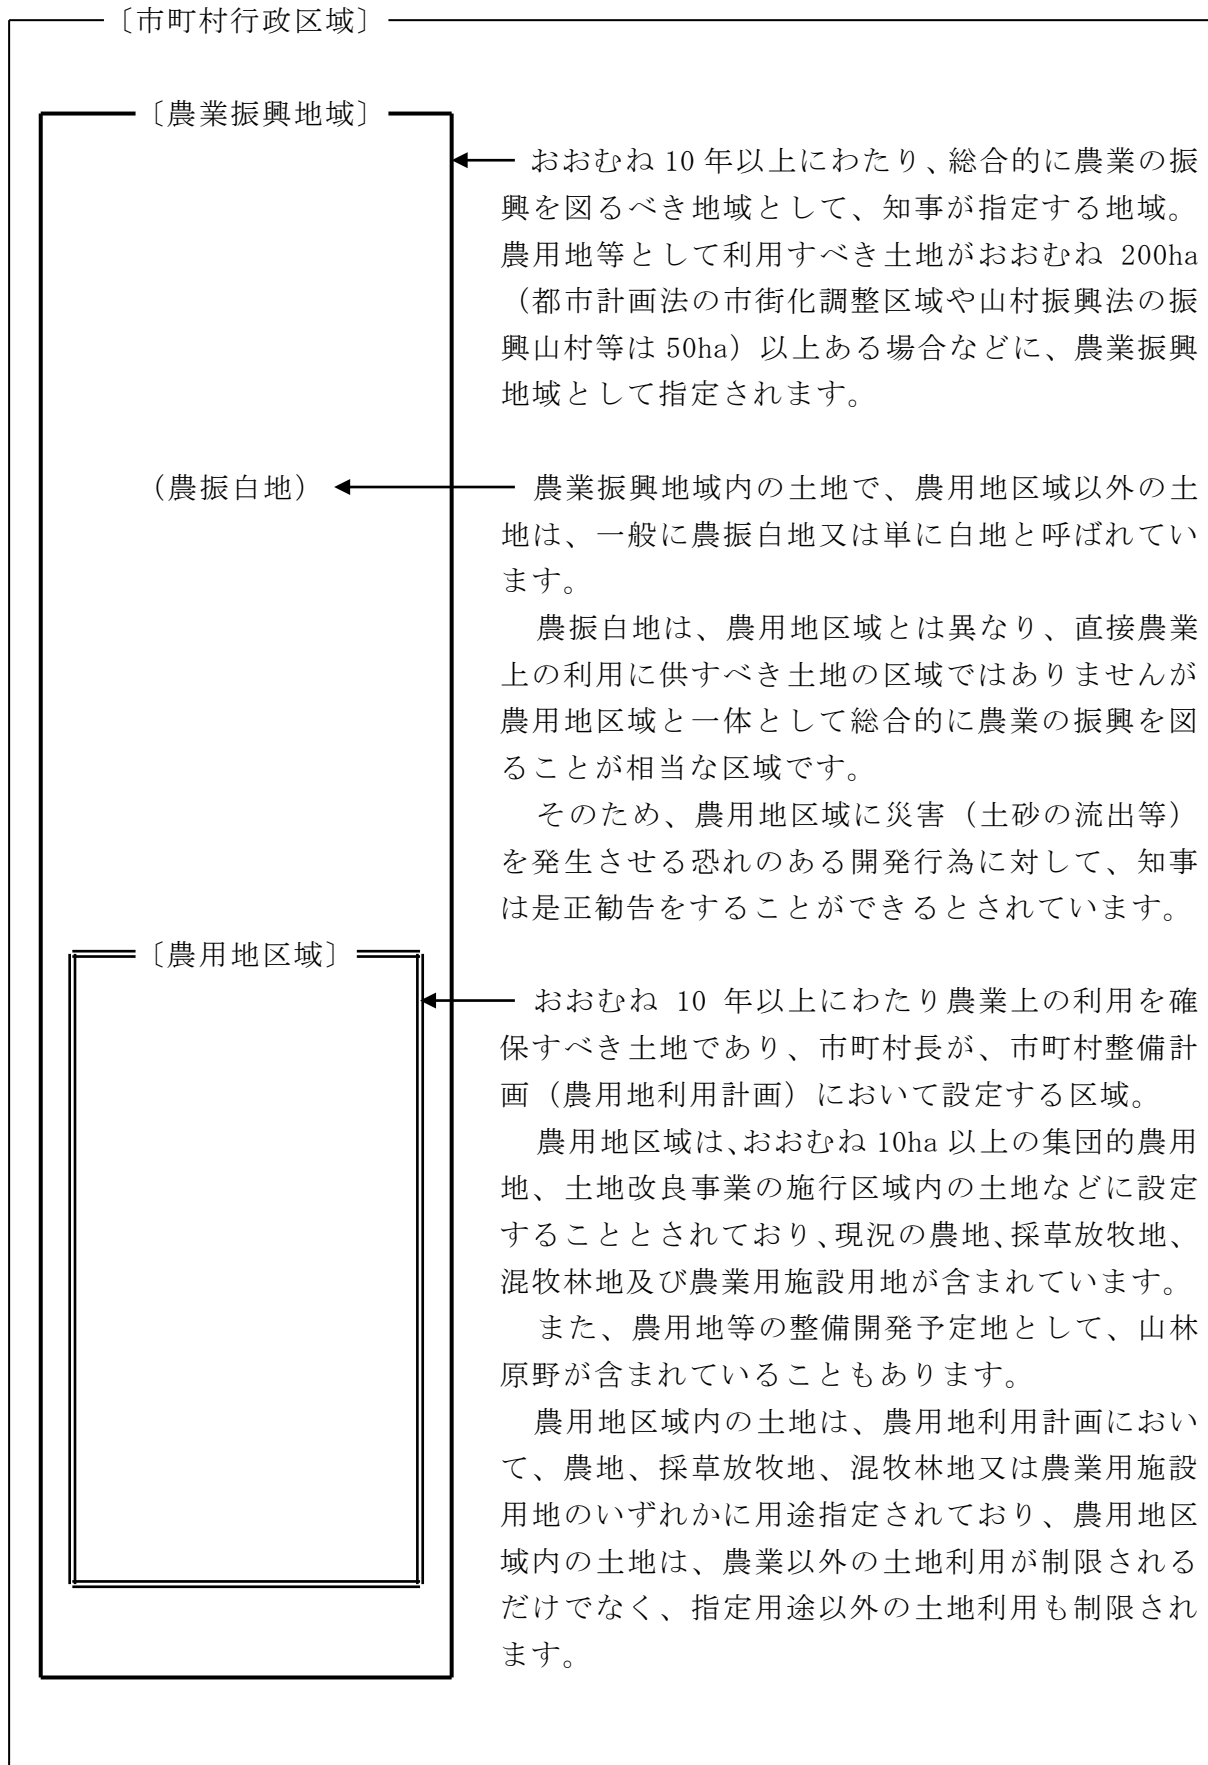 〔市町村行政区域〕
〔農業振興地域〕
おおむね 10 年以上にわたり、総合的に農業の振
興を図るべき地域として、知事が指定する地域。
農用地等として利用すべき土地がおおむね 200ha
（都市計画法の市街化調整区域や山村振興法の振
興山村等は 50ha）以上ある場合などに、農業振興
地域として指定されます。
（農振白地）
農業振興地域内の土地で、農用地区域以外の土
地は、一般に農振白地又は単に白地と呼ばれてい
ます。
農振白地は、農用地区域とは異なり、直接農業
上の利用に供すべき土地の区域ではありませんが
農用地区域と一体として総合的に農業の振興を図
ることが相当な区域です。
そのため、農用地区域に災害（土砂の流出等）
を発生させる恐れのある開発行為に対して、知事
は是正勧告をすることができるとされています。
〔農用地区域〕
おおむね 10 年以上にわたり農業上の利用を確
保すべき土地であり、市町村長が、市町村整備計
画（農用地利用計画）において設定する区域。
農用地区域は、おおむね 10ha 以上の集団的農用
地、土地改良事業の施行区域内の土地などに設定
することとされており、現況の農地、採草放牧地、
混牧林地及び農業用施設用地が含まれています。
また、農用地等の整備開発予定地として、山林
原野が含まれていることもあります。
農用地区域内の土地は、農用地利用計画におい
て、農地、採草放牧地、混牧林地又は農業用施設
用地のいずれかに用途指定されており、農用地区
域内の土地は、農業以外の土地利用が制限される
だけでなく、指定用途以外の土地利用も制限され
ます。